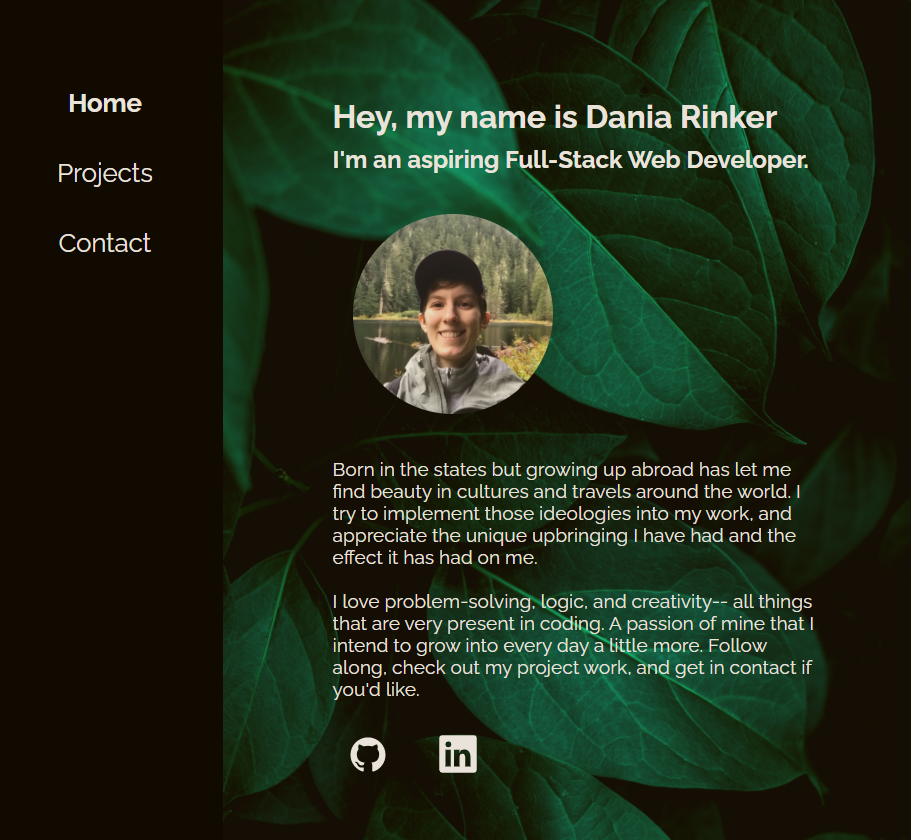 Home
Projects
Contact
Hey, my name is Dania Rinker
I'm an aspiring Full-Stack Web Developer.
Born in the states but growing up abroad has let me
find beauty in cultures and travels around the world. I
try to implement those ideologies into my work, and
appreciate the unique upbringing I have had and the
effect it has had on me.
I love problem-solving, logic, and creativity-- all things
that are very present in coding. A passion of mine that I
intend to grow into every day a little more. Follow
along, check out my project work, and get in contact if
you'd like.
in